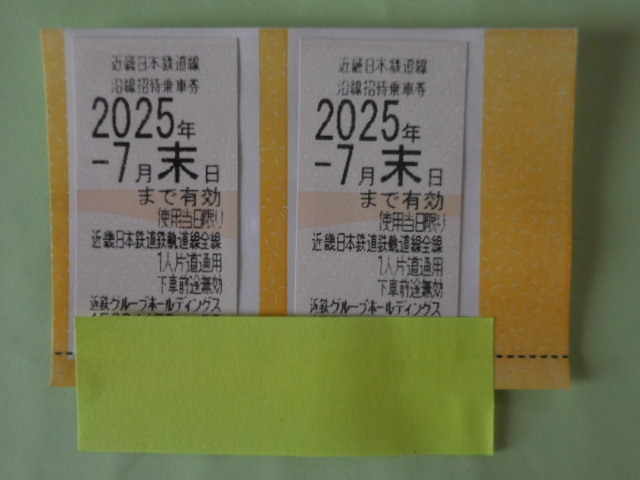 近畿日本鉄道線
沿線招待乗車券
2025年
-7月末日
まで有効
使用当日限り
近畿日本鉄道鉄軌道線全線
1人片道通用
下車前途無効
近鉄グループホールディングス
近畿日本鉄道線
沿線招待乗車券
2025年
-7月末日
まで有効
使用当日限り
近畿日本鉄道鉄軌道線全線
1人片道通用
下車前途無効
近鉄グループホールディングス